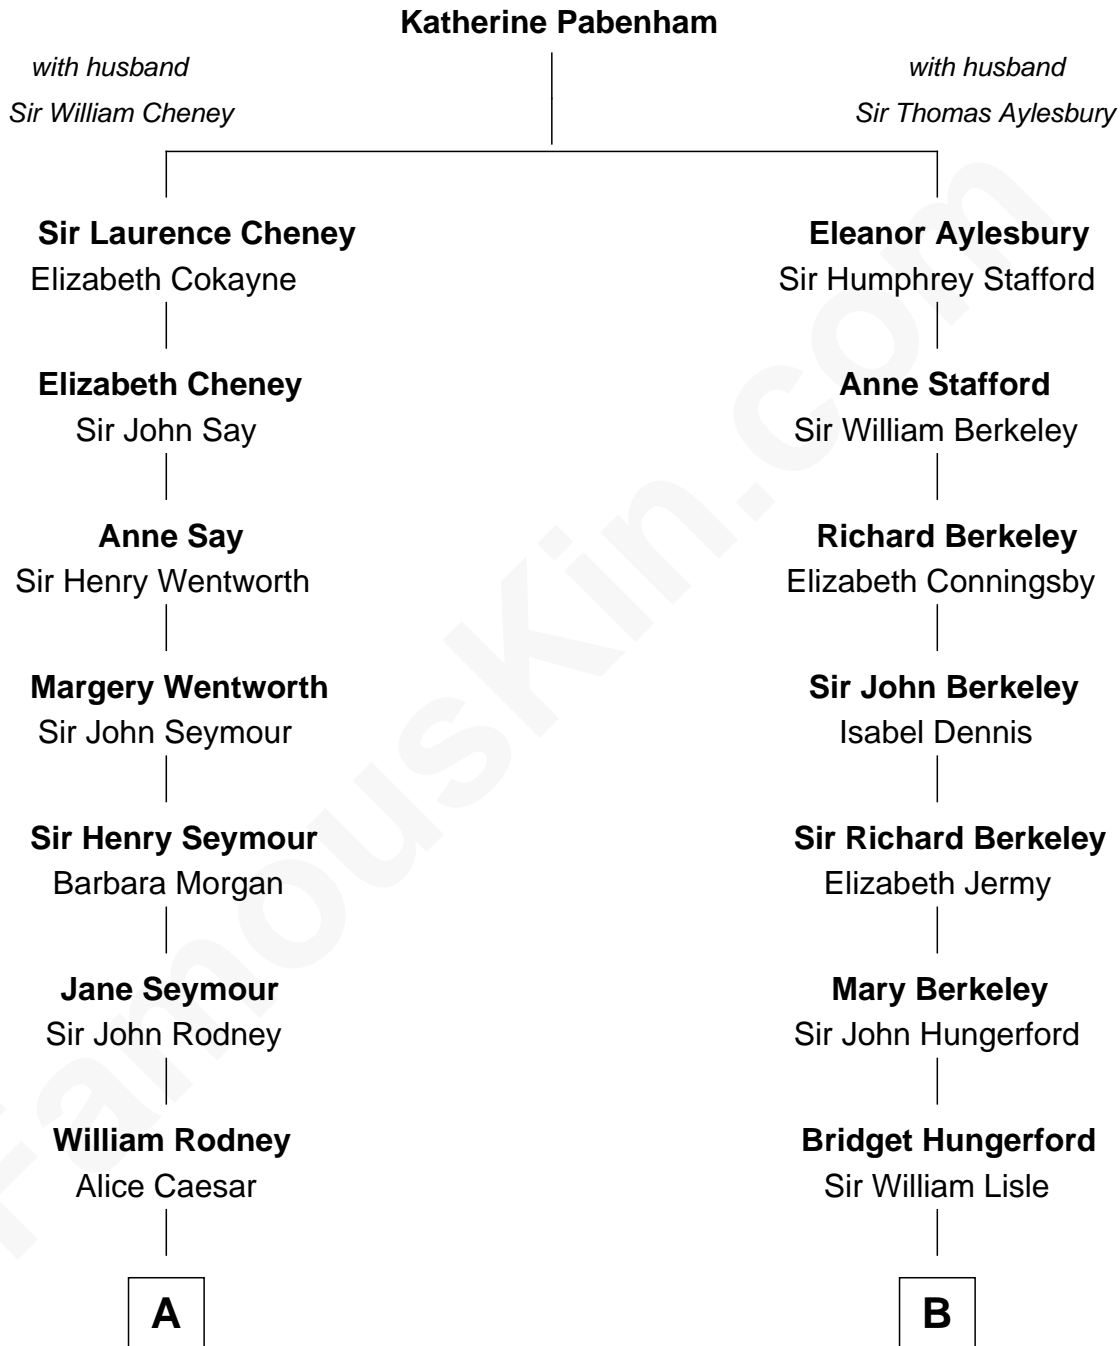 Katherine Pabenham
with husband
Sir William Cheney
with husband
Sir Thomas Aylesbury
Sir Laurence Cheney
Elizabeth Cokayne
Eleanor Aylesbury
Sir Humphrey Stafford
Elizabeth Cheney
Sir John Say
Anne Stafford
Sir William Berkeley
Anne Say
Sir Henry Wentworth
Richard Berkeley
Elizabeth Conningsby
Margery Wentworth
Sir John Seymour
Sir John Berkeley
Isabel Dennis
Sir Henry Seymour
Barbara Morgan
Sir Richard Berkeley
Elizabeth Jermy
Jane Seymour
Sir John Rodney
Mary Berkeley
Sir John Hungerford
William Rodney
Alice Caesar
Bridget Hungerford
Sir William Lisle
A
B
FamousKin.com